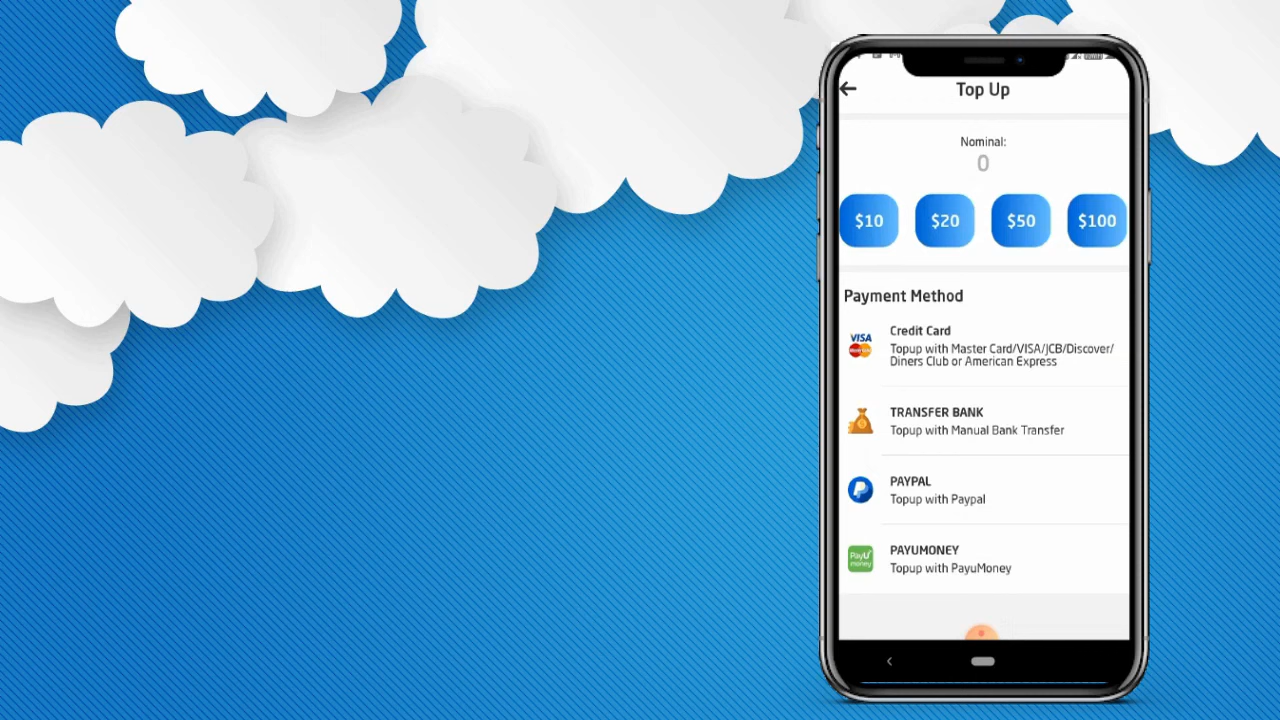 Top Up
Nominal:
0
$10 $20 $50 $100
Payment Method
VISA
Credit Card
Topup with Master Card/VISA/JCB/Discover/
Diners Club or American Express
TRANSFER BANK
Topup with Manual Bank Transfer
PAYPAL
Topup with Paypal
PayU
money
PAYUMONEY
Topup with PayuMoney